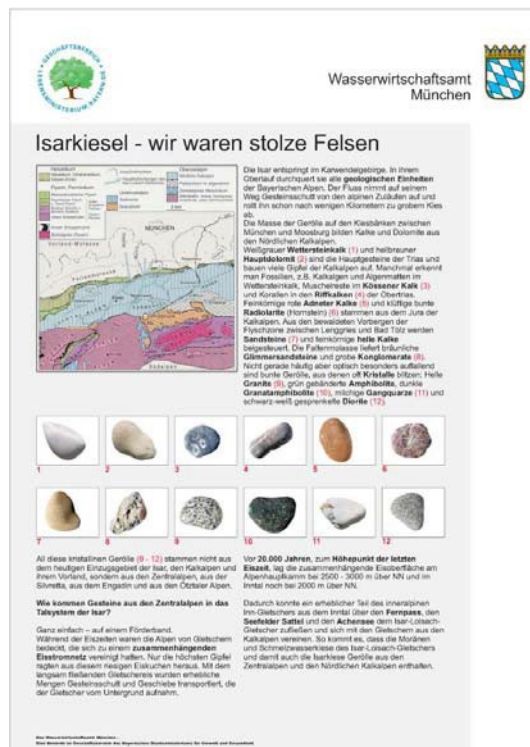 Wasserwirtschaftsamt
München
Isarkiesel - wir waren stolze Felsen
MÜNCHEN
Die Isar entspringt im Karwendelgebirge. In ihrem
Oberlauf durchquert sie alle geologischen Einheiten
der Bayerischen Alpen. Der Fluss nimmt auf seinem
Weg Gesteinsschutt von den alpinen Zuläufen auf und
rollt ihn schon nach wenigen Kilometern zu grobem Kies
ab.
Die Masse der Gerölle auf den Kiesbänken zwischen
München und Moosburg bilden Kalke und Dolomite aus
den Nördlichen Kalkalpen.
Weißgrauer Wettersteinkalk (1) und hellbrauner
Hauptdolomit (2) sind die Hauptgesteine der Trias und
bauen viele Gipfel der Kalkalpen auf. Manchmal erkennt
man Fossilien, z.B. Kalkalgen und Algenmatten im
Wettersteinkalk, Muschelreste im Kössener Kalk (3)
und Korallen in den Riffkalken (4) der Obertrias.
Feinkörnige rote Adneter Kalke (5) und klüftige bunte
Radiolarite (Hornstein) (6) stammen aus dem Jura der
Kalkalpen. Aus den bewaldeten Vorbergen der
Flyschzone zwischen Lenggries und Bad Tölz werden
Sandsteine (7) und feinkörnige helle Kalke
beigesteuert. Die Faltenmolasse liefert bräunliche
Glimmersandsteine und grobe Konglomerate (8).
Nicht gerade häufig aber optisch besonders auffallend
sind bunte Gerölle, aus denen oft Kristalle blitzen: Helle
Granite (9), grün gebänderte Amphibolite, dunkle
Granatamphibolite (10), milchige Gangquarze (11) und
schwarz-weiß gesprenkelte Diorite (12).
1 2 3 4 5 6
7 8 9 10 11 12
All diese kristallinen Gerölle (9 - 12) stammen nicht aus
dem heutigen Einzugsgebiet der Isar, den Kalkalpen und
ihrem Vorland, sondern aus den Zentralalpen, aus der
Silvretta, aus dem Engadin und aus den Ötztaler Alpen.
Wie kommen Gesteine aus den Zentralalpen in das
Talsystem der Isar?
Ganz einfach – auf einem Förderband.
Während der Eiszeiten waren die Alpen von Gletschern
bedeckt, die sich zu einem zusammenhängenden
Eisstromnetz vereinigt hatten. Nur die höchsten Gipfel
ragten aus diesem riesigen Eiskuchen heraus. Mit dem
langsam fließenden Gletschereis wurden erhebliche
Mengen Gesteinsschutt und Geschiebe transportiert, die
der Gletscher vom Untergrund aufnahm.
Vor 20.000 Jahren, zum Höhepunkt der letzten
Eiszeit, lag die zusammenhängende Eisoberfläche am
Alpenhauptkamm bei 2500 - 3000 m über NN und im
Inntal noch bei 2000 m über NN.
Dadurch konnte ein erheblicher Teil des inneralpinen
Inn-Gletschers aus dem Inntal über den Fernpass, den
Seefelder Sattel und den Achensee dem Isar-Loisach-
Gletscher zufließen und sich mit den Gletschern aus den
Kalkalpen vereinen. So kommt es, dass die Moränen
und Schmelzwasserkiese des Isar-Loisach-Gletschers
und damit auch die Isarkiese Gerölle aus den
Zentralalpen und den Nördlichen Kalkalpen enthalten.